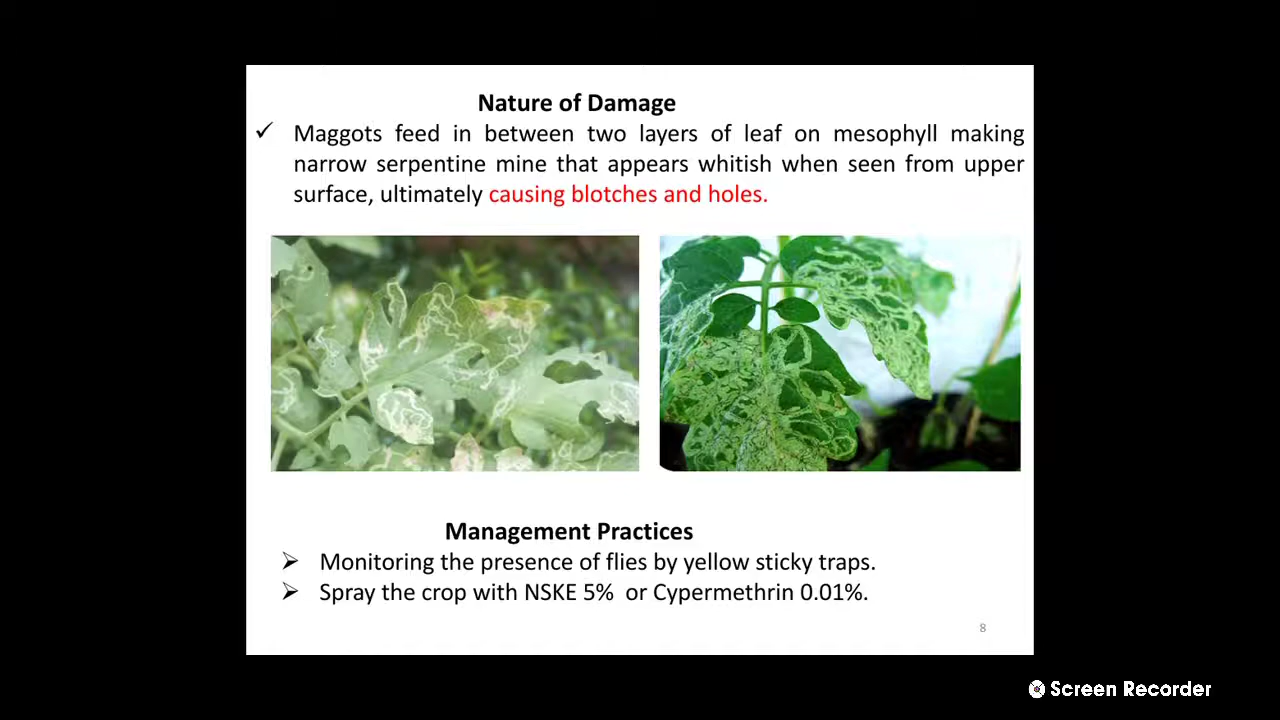 Nature of Damage
✓ Maggots feed in between two layers of leaf on mesophyll making
narrow serpentine mine that appears whitish when seen from upper
surface, ultimately causing blotches and holes.
Management Practices
➢ Monitoring the presence of flies by yellow sticky traps.
➢ Spray the crop with NSKE 5% or Cypermethrin 0.01%.
8
Screen Recorder